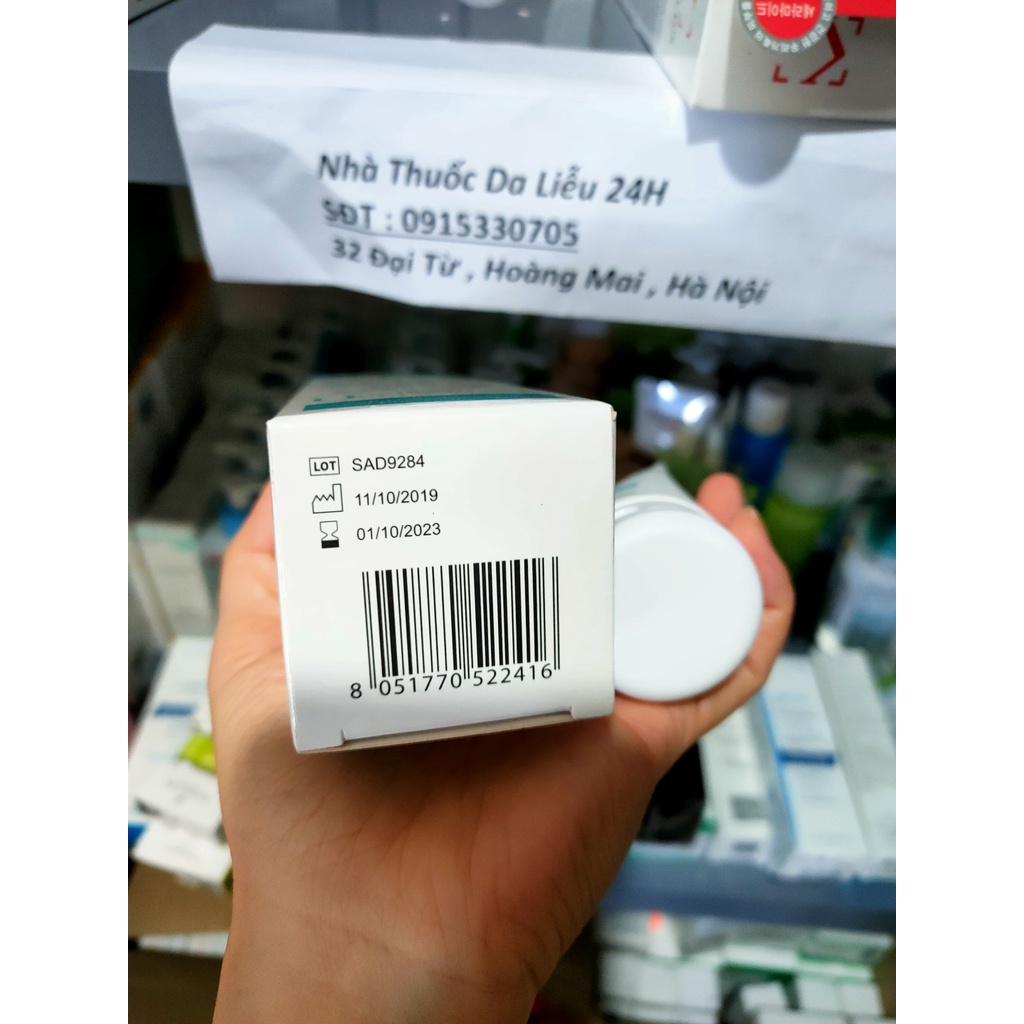 Nhà Thuốc Da Liễu 24H
SĐT : 0915330705
32 Đại Từ , Hoàng Mai , Hà Nội
LOT SAD9284
11/10/2019
01/10/2023
8 051770 522416